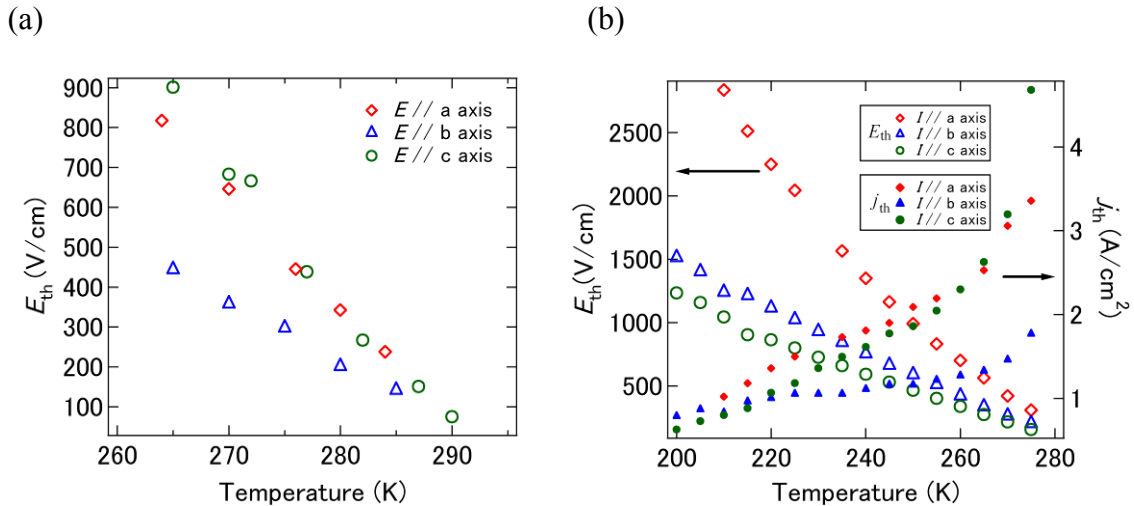 (a)
(b)
900
800
700
600
500
400
300
200
100
E_th (V/cm)
E // a axis
E // b axis
E // c axis
260
270
280
290
Temperature (K)
2500
2000
1500
1000
500
E_th (V/cm)
E_th
I // a axis
I // b axis
I // c axis
j_th
I // a axis
I // b axis
I // c axis
4
3
2
1
j_th (A/cm²)
200
220
240
260
280
Temperature (K)